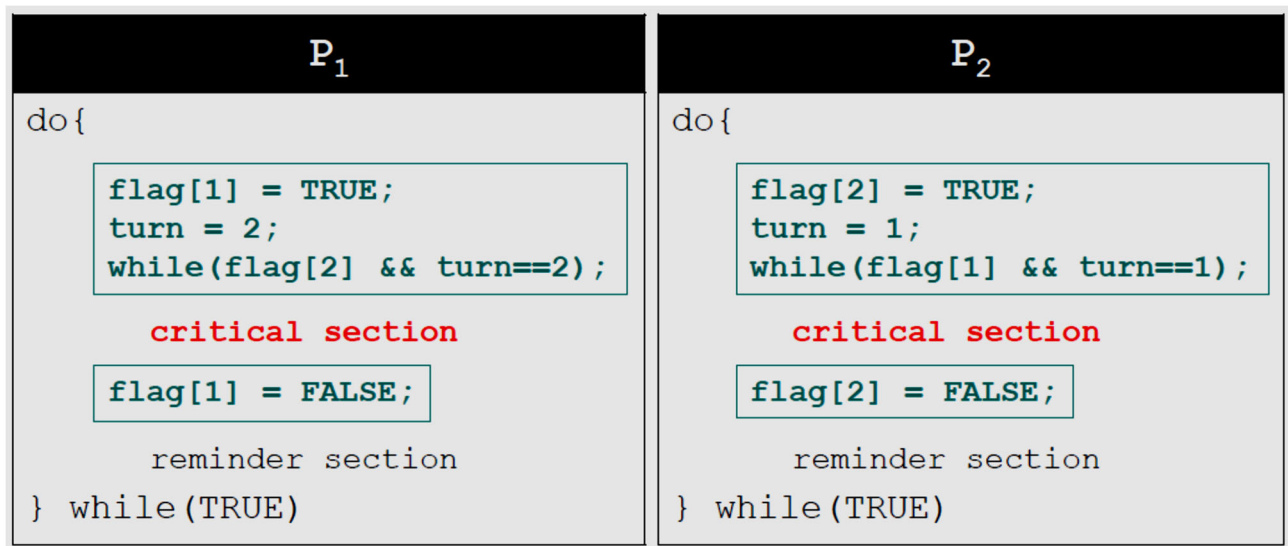 P₁
do{
flag[1] = TRUE;
turn = 2;
while(flag[2] && turn==2);
critical section
flag[1] = FALSE;
reminder section
} while(TRUE)
P₂
do{
flag[2] = TRUE;
turn = 1;
while(flag[1] && turn==1);
critical section
flag[2] = FALSE;
reminder section
} while(TRUE)